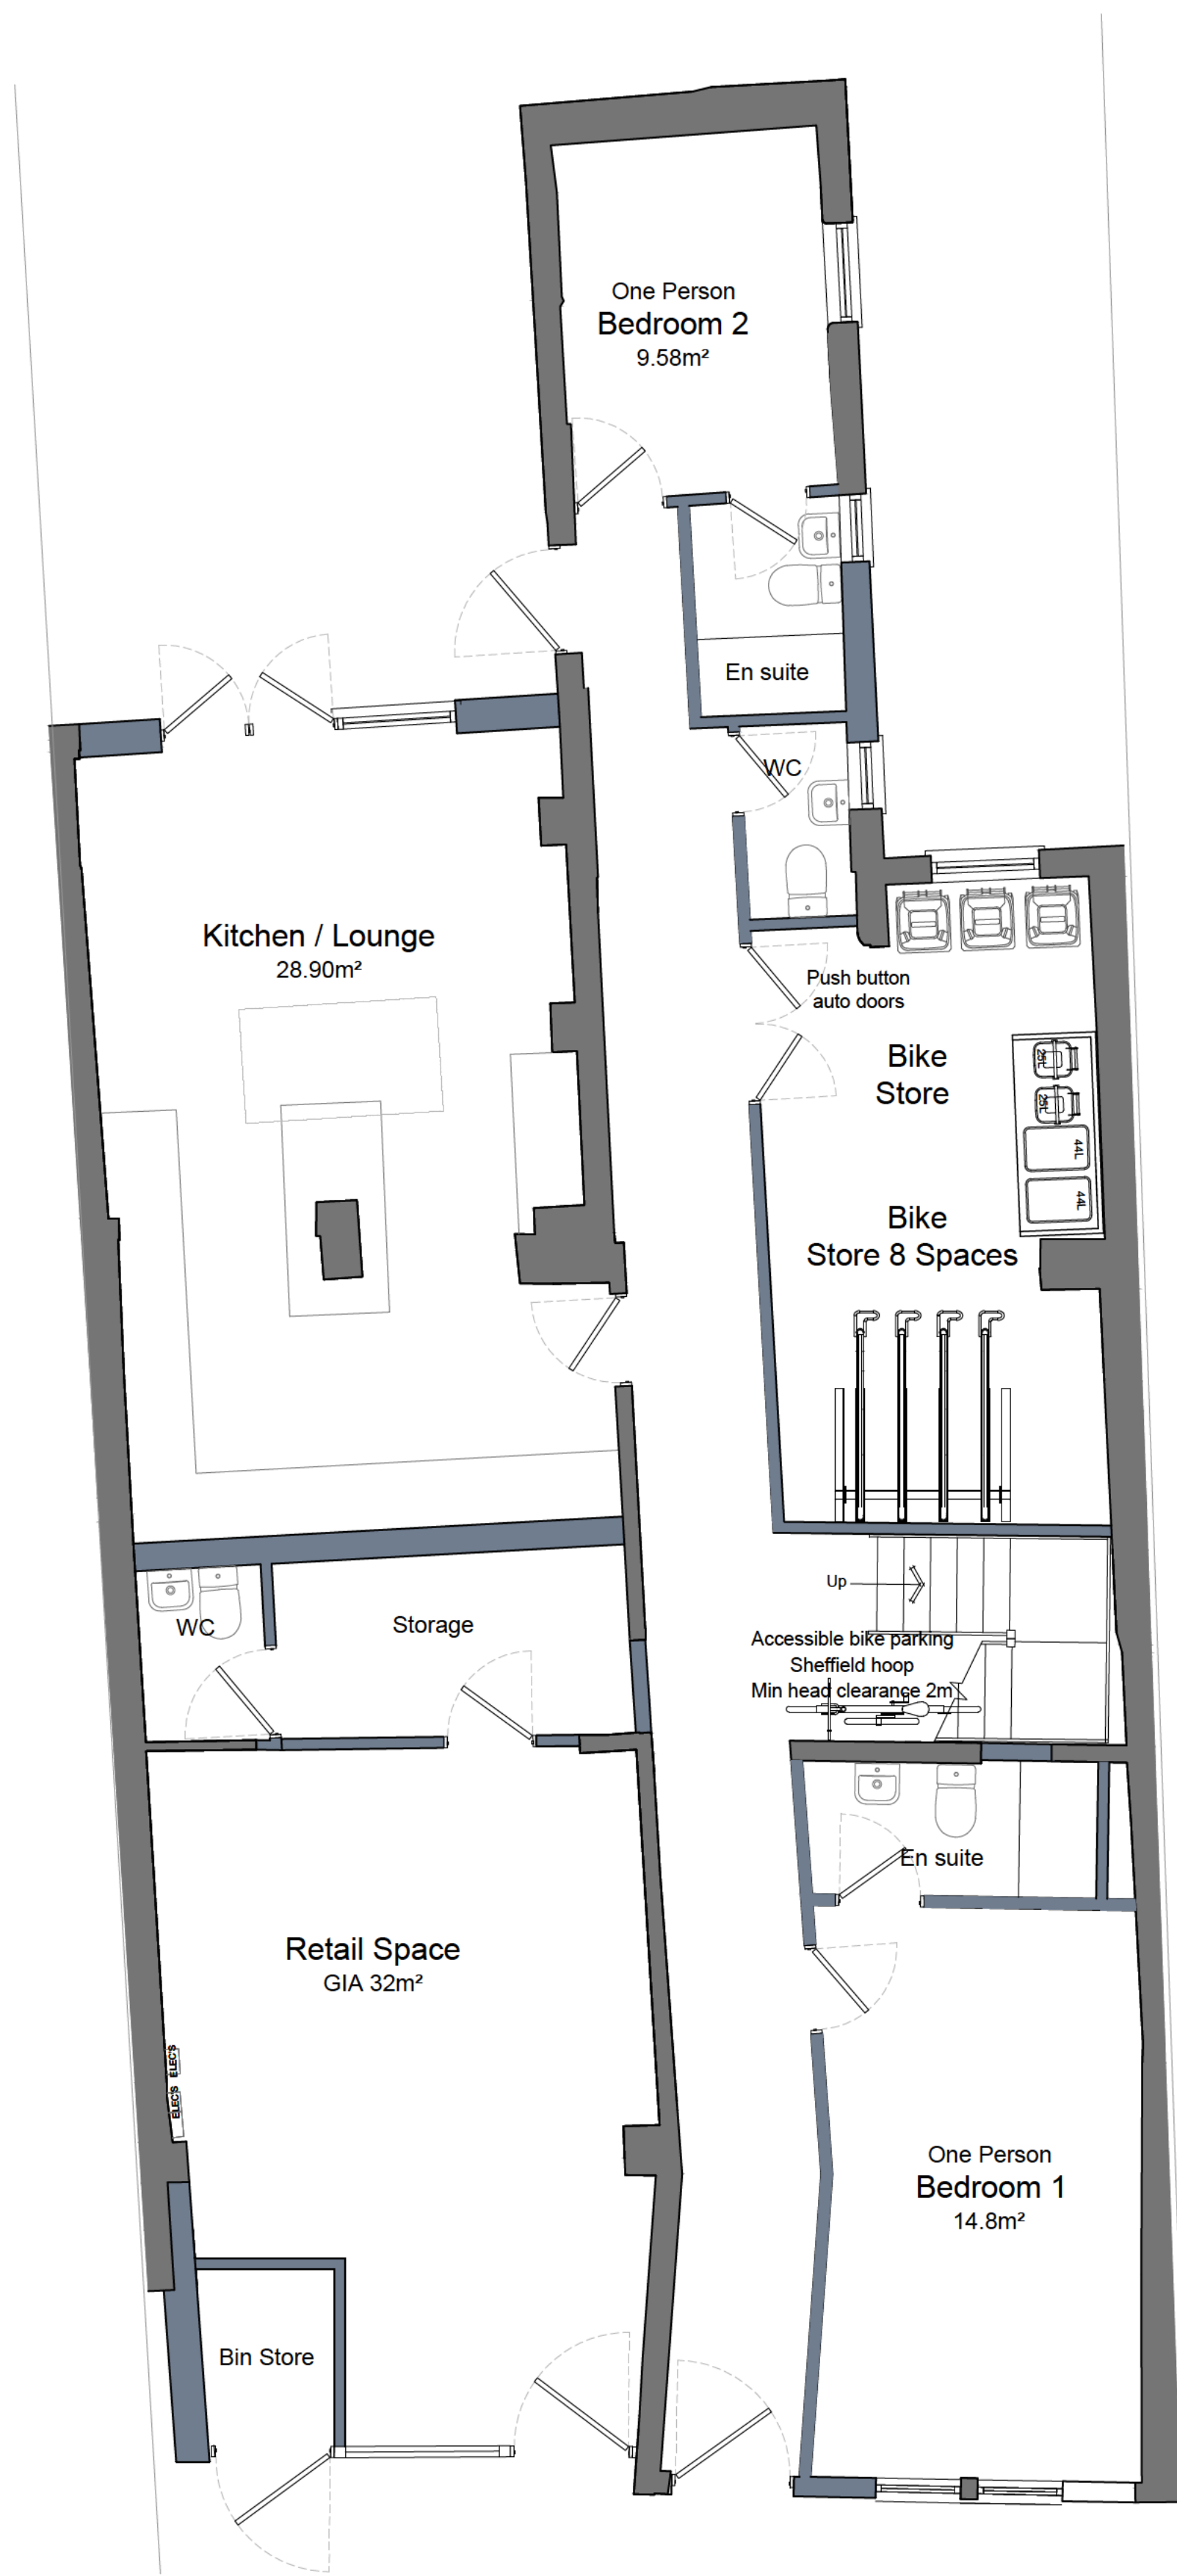 One Person
Bedroom 2
9.58m²
En suite
WC
Kitchen / Lounge
28.90m²
Push button
auto doors
Bike
Store
25L
25L
44L
44L
Bike
Store 8 Spaces
Up
WC
Storage
Accessible bike parking
Sheffield hoop
Min head clearance 2m
En suite
Retail Space
GIA 32m²
ELEC'S
ELEC'S
One Person
Bedroom 1
14.8m²
Bin Store